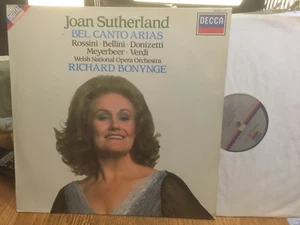 Joan Sutherland
DECCA
BEL CANTO ARIAS
Rossini · Bellini · Donizetti
Meyerbeer · Verdi
Welsh National Opera Orchestra
RICHARD BONYNGE